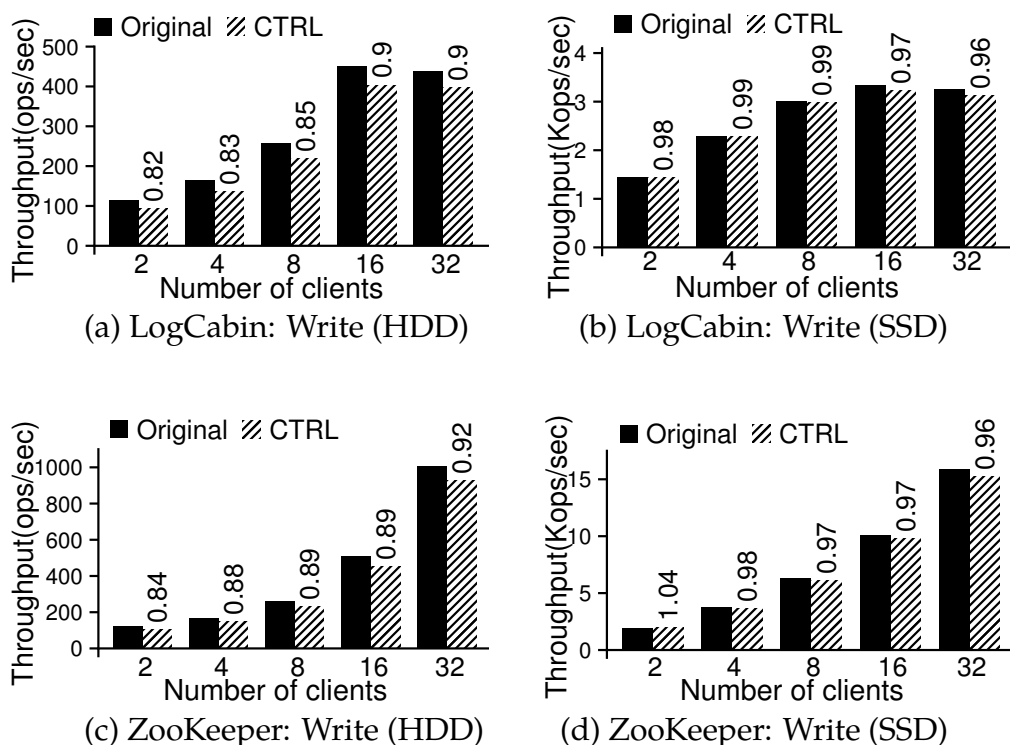 Original CTRL
Throughput(ops/sec)
500
400
300
200
100
0
0.82
0.83
0.85
0.9
0.9
2 4 8 16 32
Number of clients
(a) LogCabin: Write (HDD)
Original CTRL
Throughput(Kops/sec)
4
3
2
1
0
0.98
0.99
0.99
0.97
0.96
2 4 8 16 32
Number of clients
(b) LogCabin: Write (SSD)
Original CTRL
Throughput(ops/sec)
1000
800
600
400
200
0
0.84
0.88
0.89
0.89
0.92
2 4 8 16 32
Number of clients
(c) ZooKeeper: Write (HDD)
Original CTRL
Throughput(Kops/sec)
15
10
5
0
1.04
0.98
0.97
0.97
0.96
2 4 8 16 32
Number of clients
(d) ZooKeeper: Write (SSD)